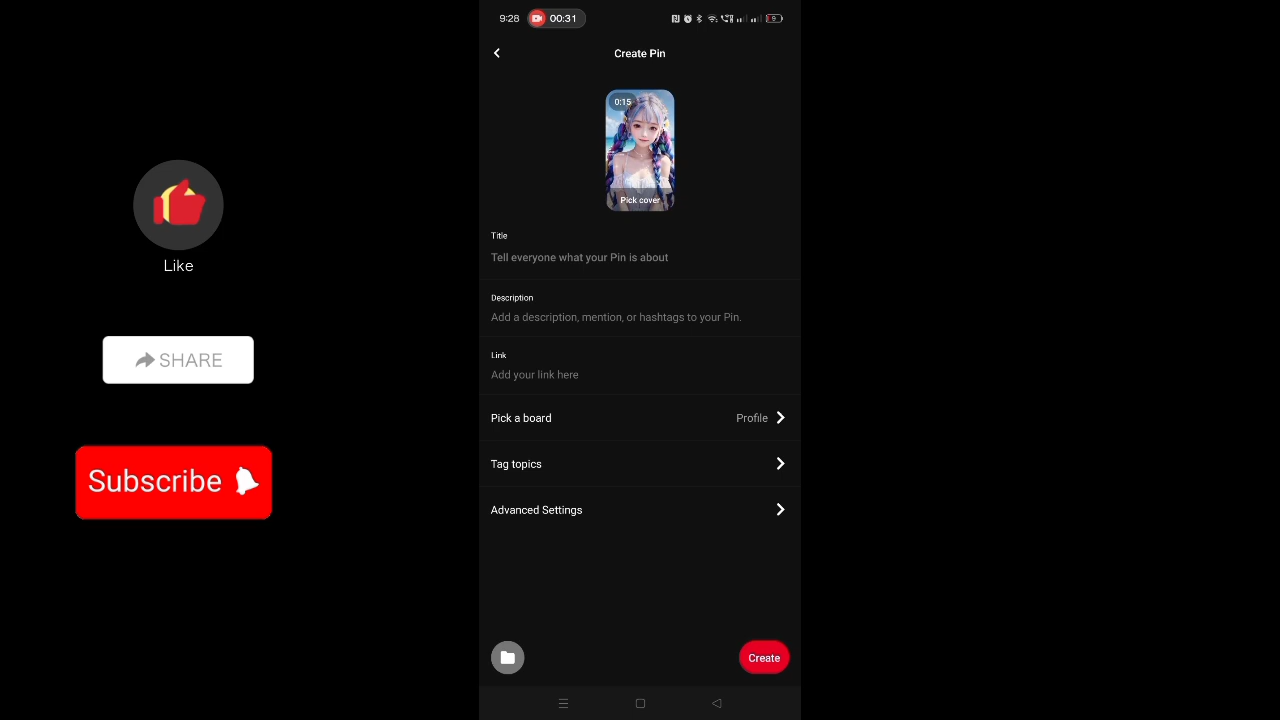 9:28 00:31 9
Create Pin
0:15
Pick cover
Title
Tell everyone what your Pin is about
Description
Add a description, mention, or hashtags to your Pin.
Link
Add your link here
Pick a board Profile
Tag topics
Advanced Settings
Create
Like
SHARE
Subscribe